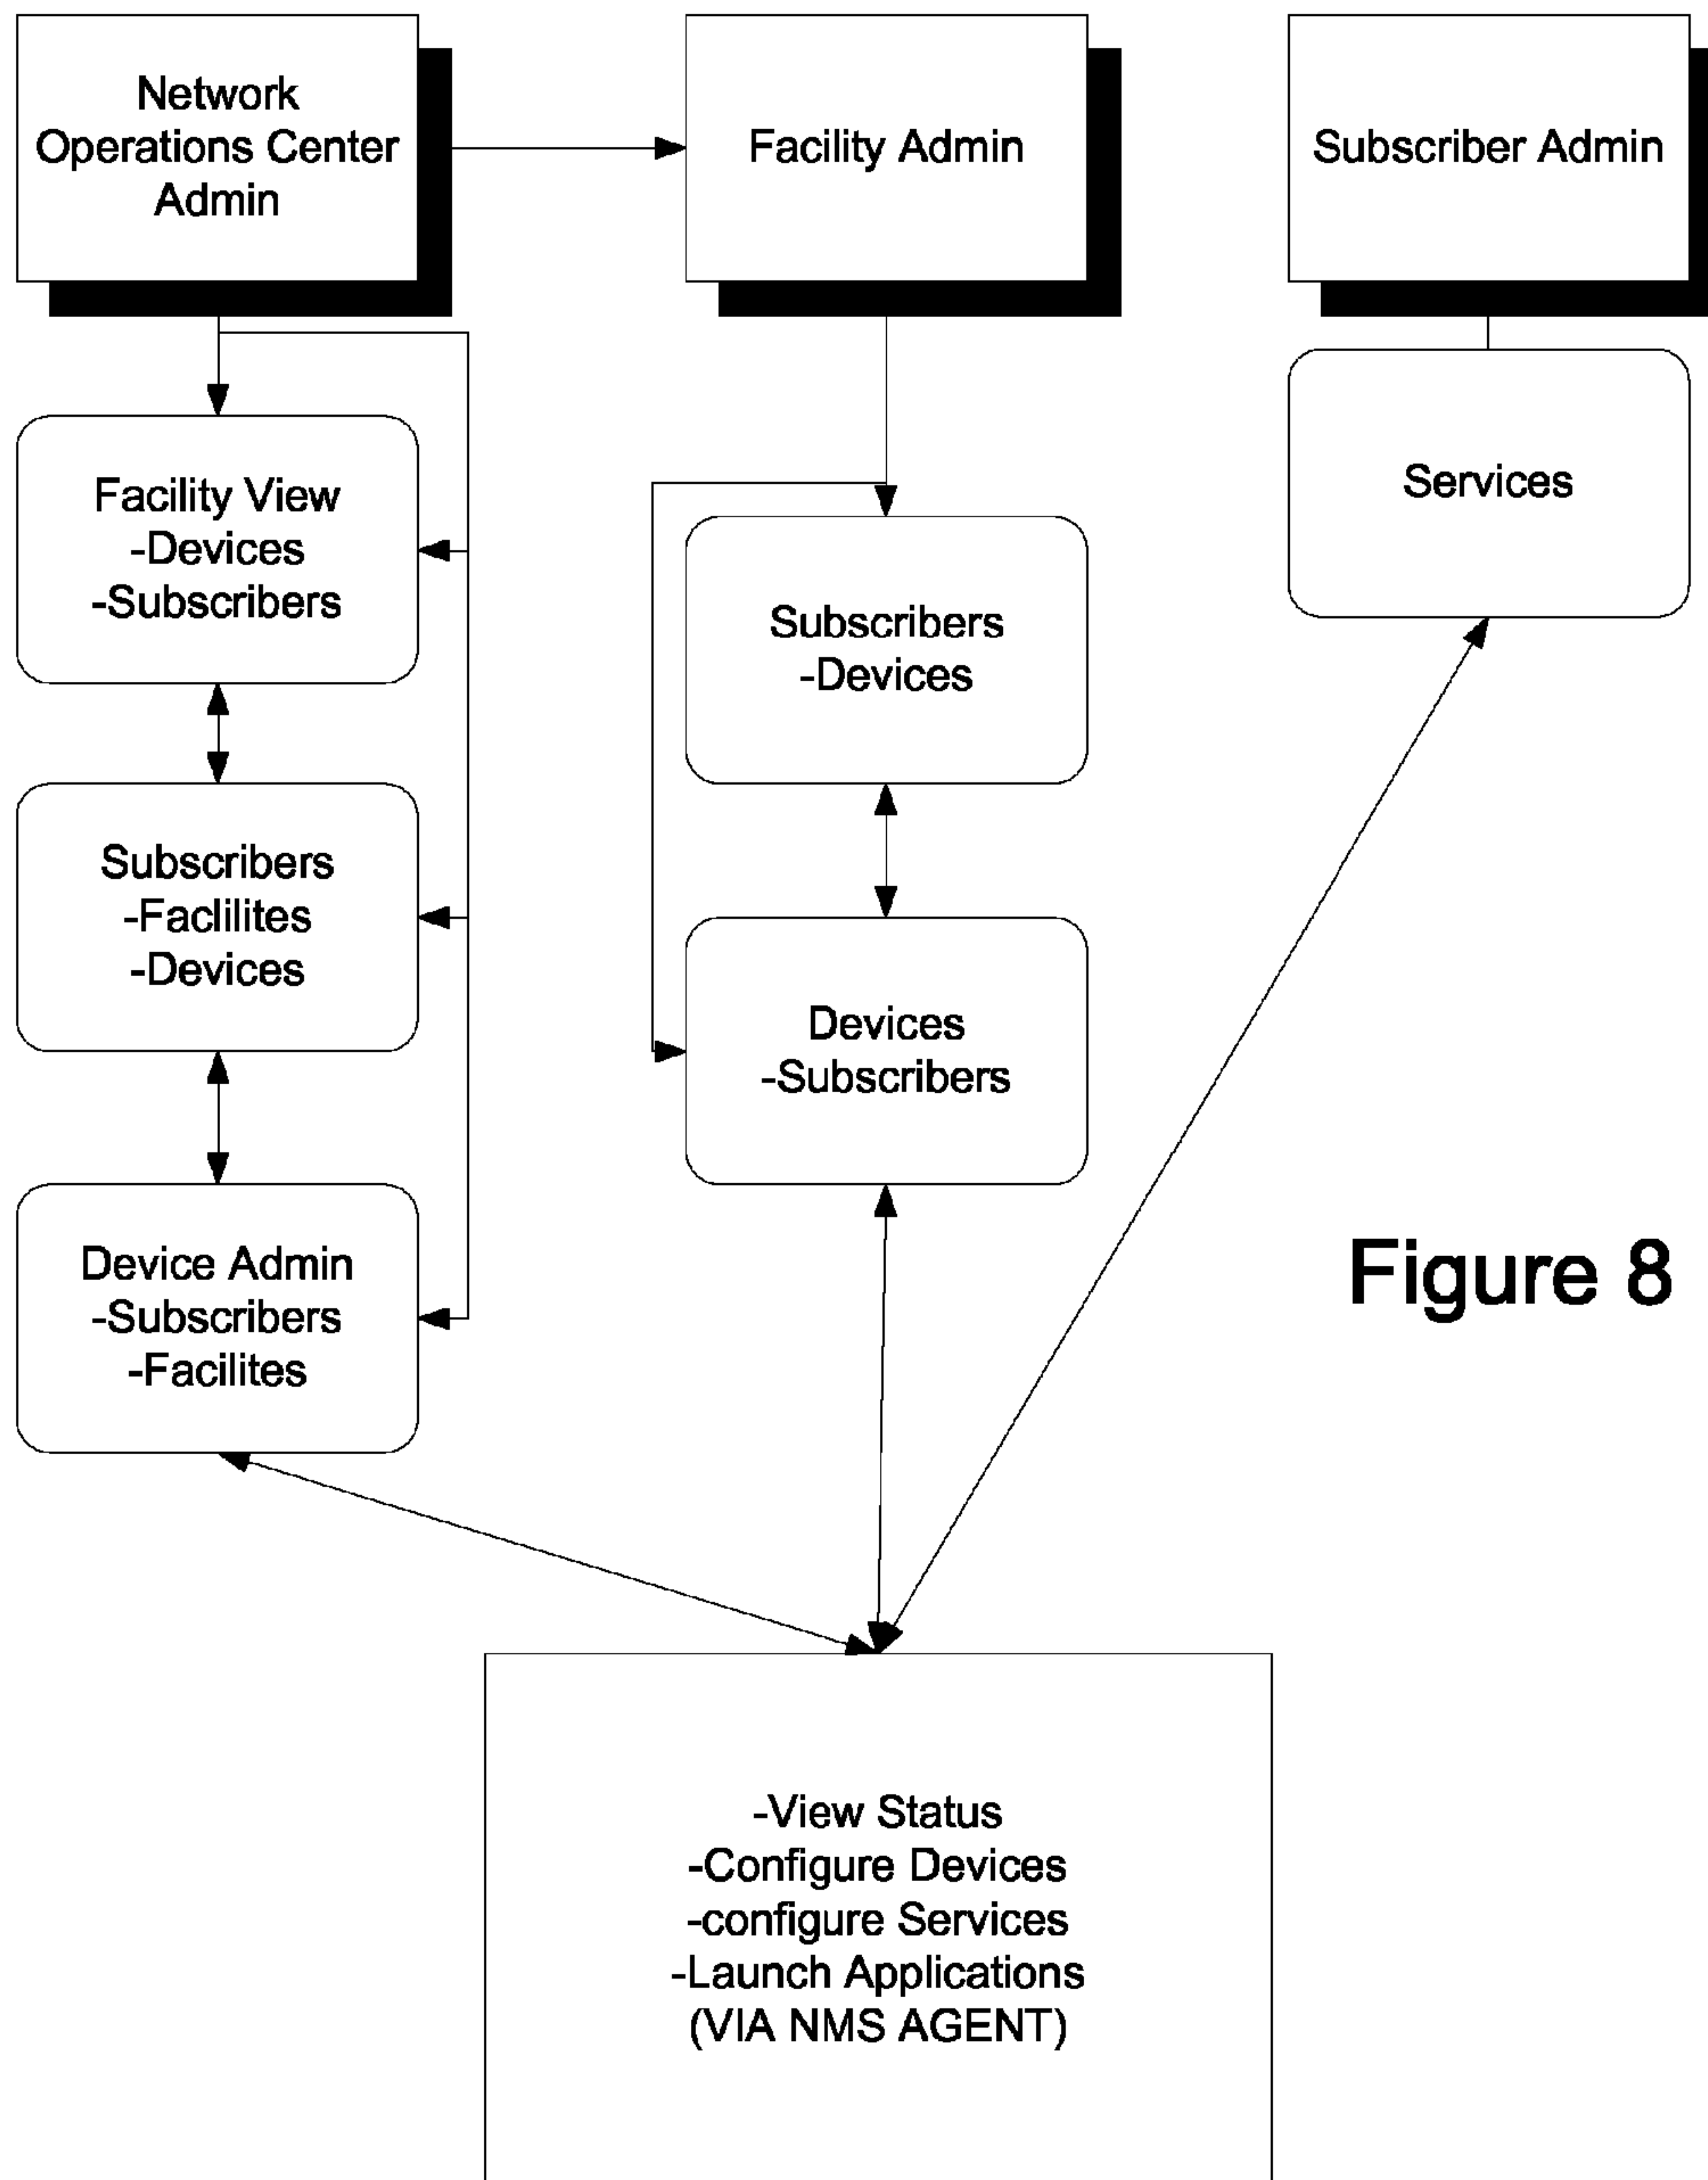 Network
Operations Center
Admin
Facility Admin
Subscriber Admin
Facility View
-Devices
-Subscribers
Subscribers
-Faclilites
-Devices
Device Admin
-Subscribers
-Facilites
Subscribers
-Devices
Devices
-Subscribers
Services
Figure 8
-View Status
-Configure Devices
-configure Services
-Launch Applications
(VIA NMS AGENT)